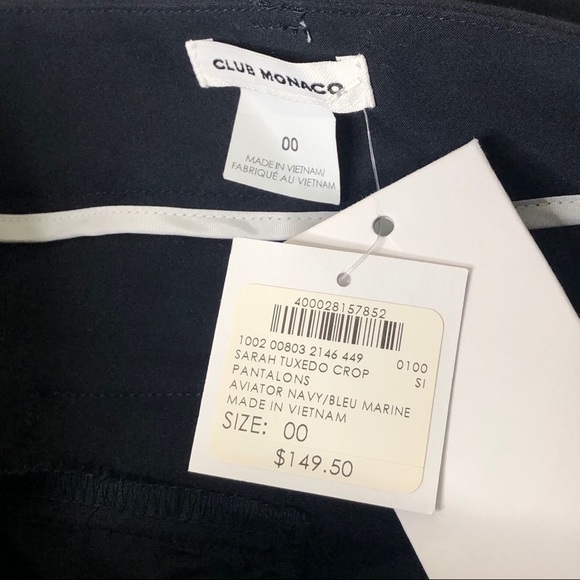 CLUB MONACO
00
MADE IN VIETNAM/
FABRIQUÉ AU VIETNAM
400028157852
1002 00803 2146 449 0100
SARAH TUXEDO CROP SI
PANTALONS
AVIATOR NAVY/BLEU MARINE
MADE IN VIETNAM
SIZE: 00
$149.50